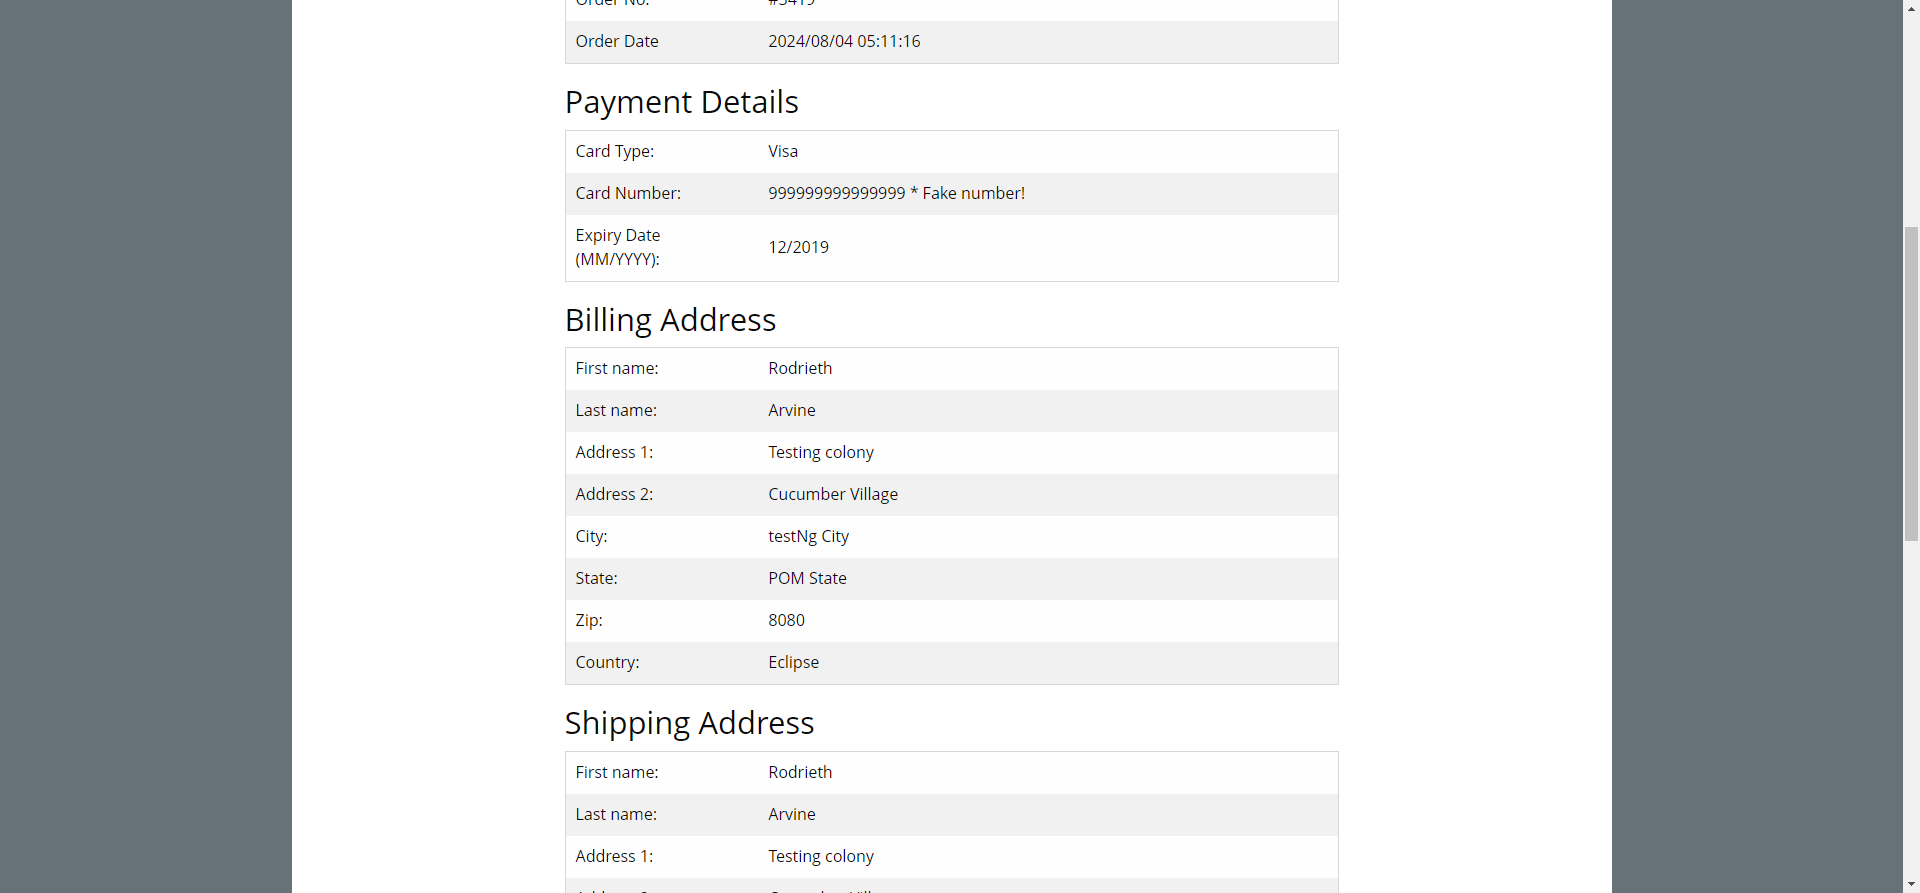 Order No: #3419
Order Date 2024/08/04 05:11:16
Payment Details
Card Type: Visa
Card Number: 999999999999999 * Fake number!
Expiry Date
(MM/YYYY): 12/2019
Billing Address
First name: Rodrieth
Last name: Arvine
Address 1: Testing colony
Address 2: Cucumber Village
City: testNg City
State: POM State
Zip: 8080
Country: Eclipse
Shipping Address
First name: Rodrieth
Last name: Arvine
Address 1: Testing colony